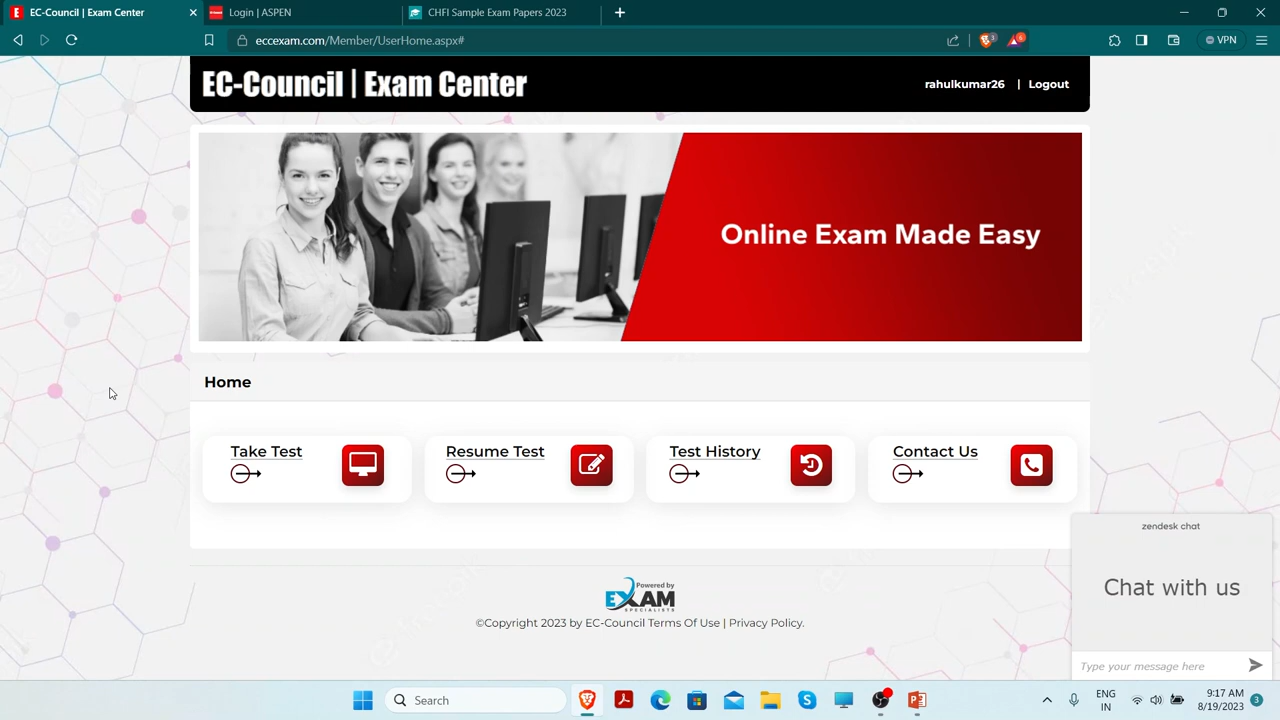 EC-Council | Exam Center
Login | ASPEN
CHFI Sample Exam Papers 2023
eccexam.com/Member/UserHome.aspx#
3
6
VPN
EC-Council | Exam Center
rahulkumar26 | Logout
Online Exam Made Easy
Home
Take Test
Resume Test
Test History
Contact Us
zendesk chat
Chat with us
Powered by
EXAM
SPECIALISTS
©Copyright 2023 by EC-Council Terms Of Use | Privacy Policy.
Type your message here
Search
ENG
IN
9:17 AM
8/19/2023
3